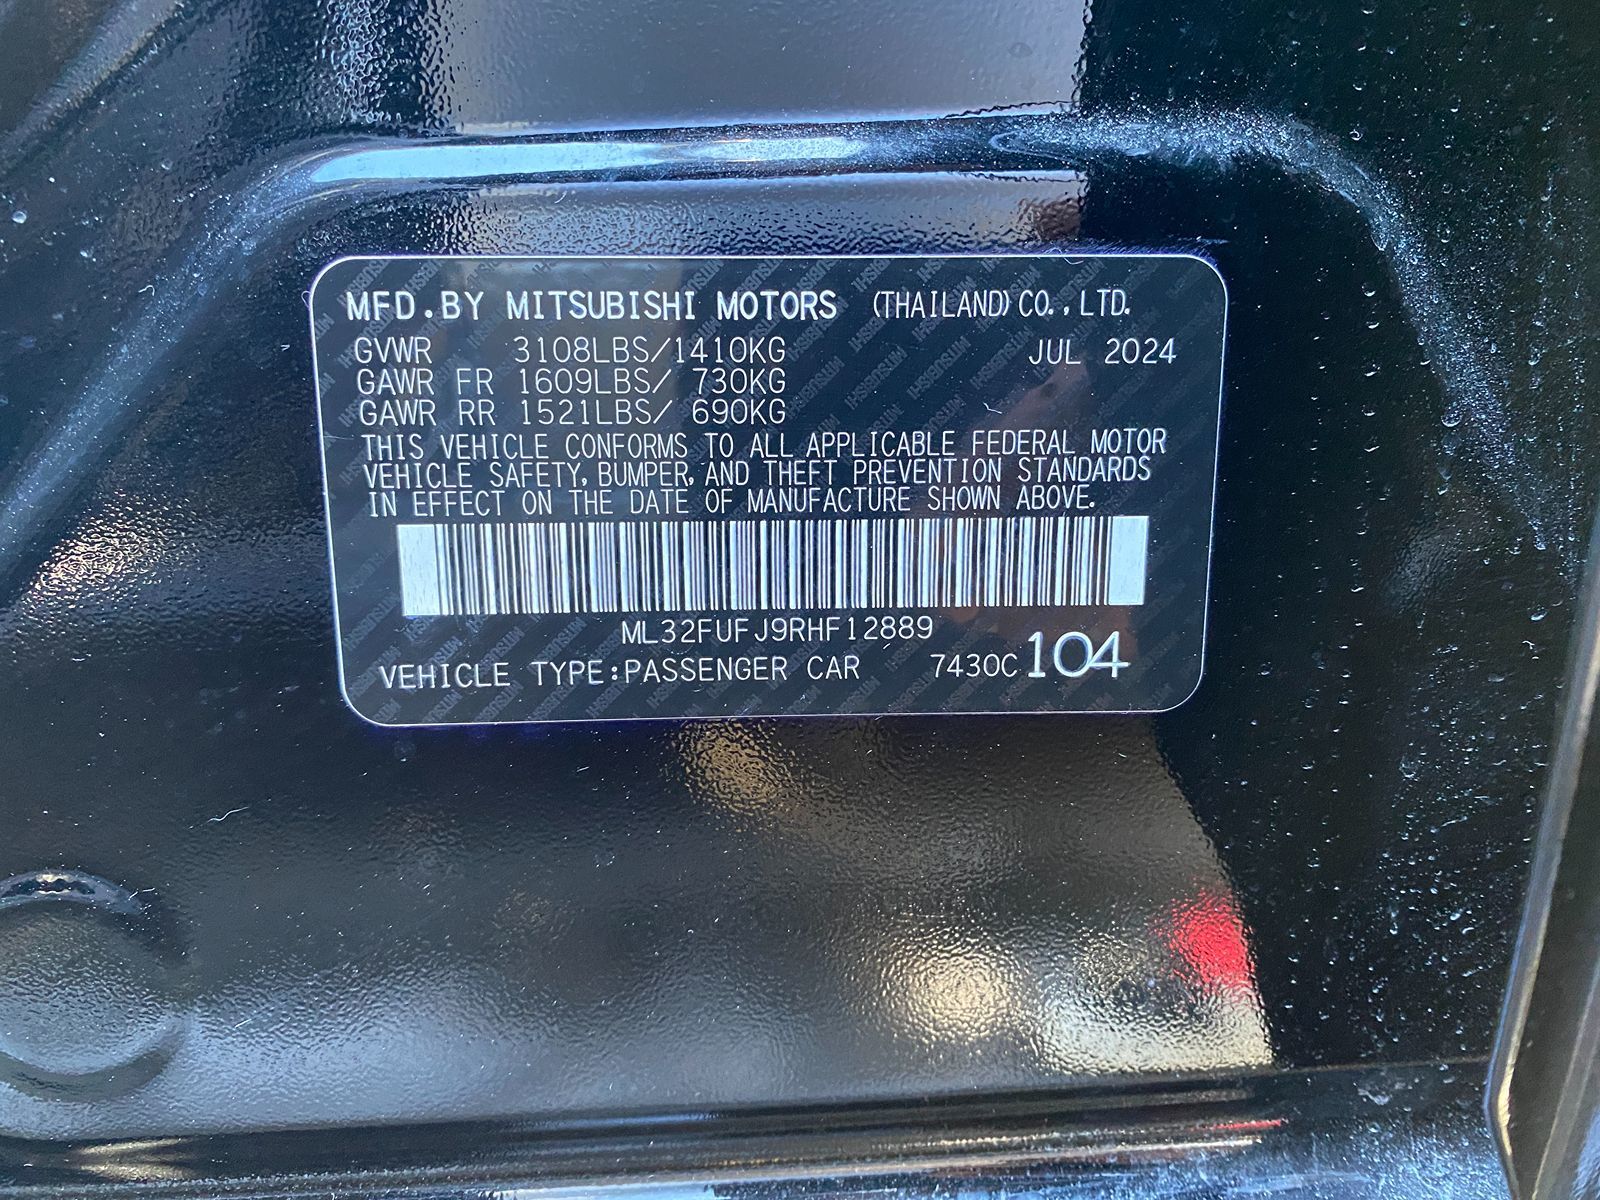 MFD.BY MITSUBISHI MOTORS (THAILAND) CO., LTD.
GVWR 3108LBS/1410KG JUL 2024
GAWR FR 1609LBS/ 730KG
GAWR RR 1521LBS/ 690KG
THIS VEHICLE CONFORMS TO ALL APPLICABLE FEDERAL MOTOR
VEHICLE SAFETY, BUMPER, AND THEFT PREVENTION STANDARDS
IN EFFECT ON THE DATE OF MANUFACTURE SHOWN ABOVE.
ML32FUFJ9RHF12889
VEHICLE TYPE:PASSENGER CAR 7430C 104